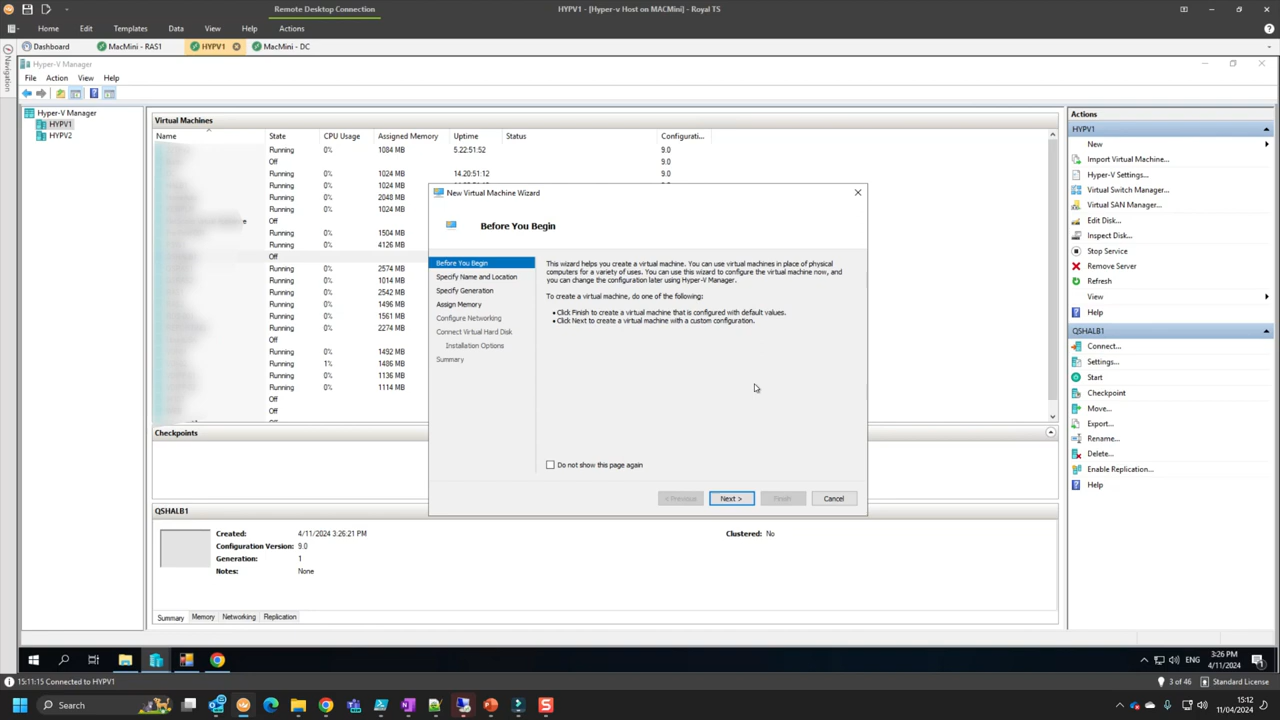 Remote Desktop Connection
HYPV1 - [Hyper-v Host on MACMini] - Royal TS
Home Edit Templates Data View Help Actions
Dashboard MacMini - RAS1 HYPV1 MacMini - DC
Navigation
Hyper-V Manager
File Action View Help
Hyper-V Manager
HYPV1
HYPV2
Virtual Machines
Name State CPU Usage Assigned Memory Uptime Status Configurati...
Running 0% 1084 MB 5.22:51:52 9.0
Off 9.0
Running 0% 1024 MB 14.20:51:12 9.0
Running 0% 1024 MB
Running 0% 2048 MB
Running 0% 1024 MB
Off
Running 0% 1504 MB
Running 0% 4126 MB
Off
Running 0% 2574 MB
Running 0% 1014 MB
Running 0% 2542 MB
Running 0% 1496 MB
Running 0% 1561 MB
Running 0% 2274 MB
Off
Running 0% 1492 MB
Running 1% 1486 MB
Running 0% 1136 MB
Running 0% 1114 MB
Off
Off
Checkpoints
QSHALB1
Created: 4/11/2024 3:26:21 PM
Configuration Version: 9.0
Generation: 1
Notes: None
Clustered: No
Summary Memory Networking Replication
New Virtual Machine Wizard
Before You Begin
Before You Begin
Specify Name and Location
Specify Generation
Assign Memory
Configure Networking
Connect Virtual Hard Disk
Installation Options
Summary
This wizard helps you create a virtual machine. You can use virtual machines in place of physical
computers for a variety of uses. You can use this wizard to configure the virtual machine now, and
you can change the configuration later using Hyper-V Manager.
To create a virtual machine, do one of the following:
• Click Finish to create a virtual machine that is configured with default values.
• Click Next to create a virtual machine with a custom configuration.
Do not show this page again
< Previous Next > Finish Cancel
Actions
HYPV1
New
Import Virtual Machine...
Hyper-V Settings...
Virtual Switch Manager...
Virtual SAN Manager...
Edit Disk...
Inspect Disk...
Stop Service
Remove Server
Refresh
View
Help
QSHALB1
Connect...
Settings...
Start
Checkpoint
Move...
Export...
Rename...
Delete...
Enable Replication...
Help
ENG
3:26 PM
4/11/2024
15:11:15 Connected to HYPV1
3 of 46 Standard License
Search
15:12
11/04/2024